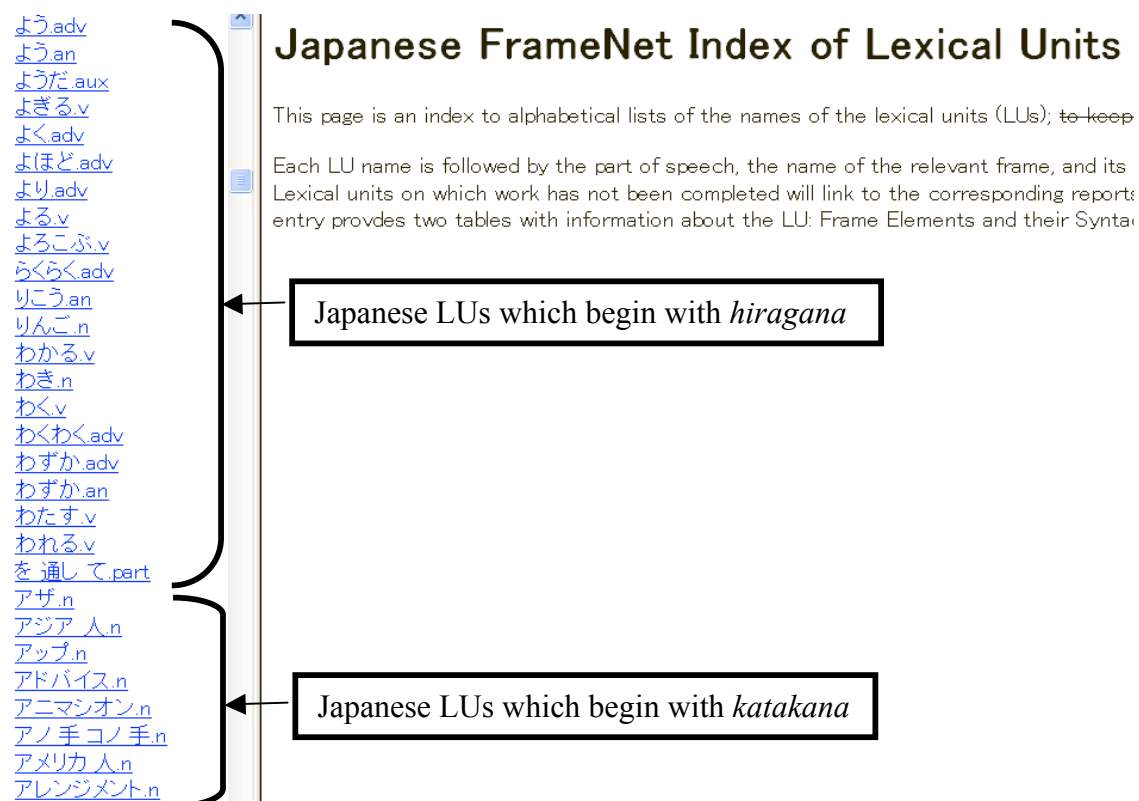 よう.adv
よう.an
ようだ.aux
よぎる.v
よく.adv
よほど.adv
より.adv
よる.v
よろこぶ.v
らくらく.adv
りこう.an
りんご.n
わかる.v
わき.n
わく.v
わくわく.adv
わずか.adv
わずか.an
わたす.v
われる.v
を 通し て.part
アザ.n
アジア 人.n
アップ.n
アドバイス.n
アニマシオン.n
アノ 手 コノ 手.n
アメリカ 人.n
アレンジメント.n
Japanese FrameNet Index of Lexical Units
This page is an index to alphabetical lists of the names of the lexical units (LUs); to keep
Each LU name is followed by the part of speech, the name of the relevant frame, and its
Lexical units on which work has not been completed will link to the corresponding reports
entry provdes two tables with information about the LU: Frame Elements and their Syntac
Japanese LUs which begin with hiragana
Japanese LUs which begin with katakana